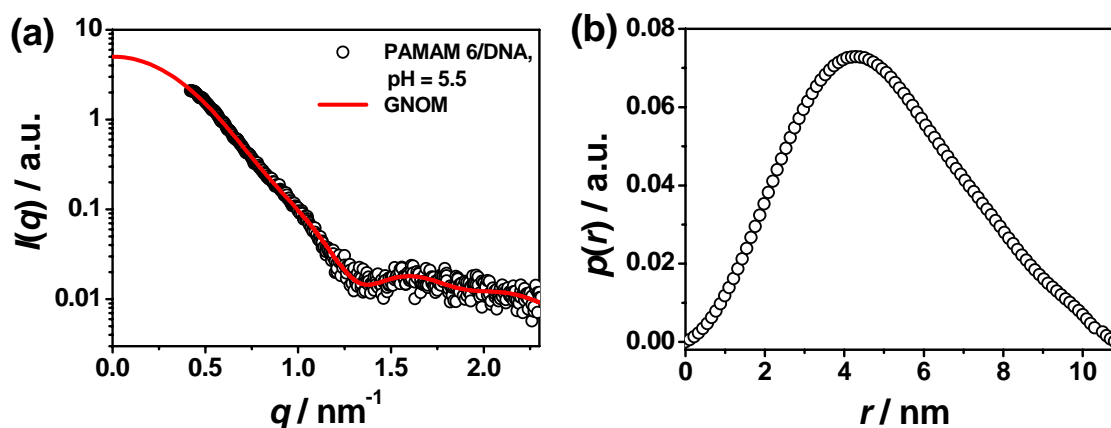 (a)
10
1
0.1
0.01
I(q) / a.u.
PAMAM 6/DNA,
pH = 5.5
GNOM
0.0 0.5 1.0 1.5 2.0
q / nm⁻¹
(b)
0.08
0.06
0.04
0.02
0.00
p(r) / a.u.
0 2 4 6 8 10
r / nm